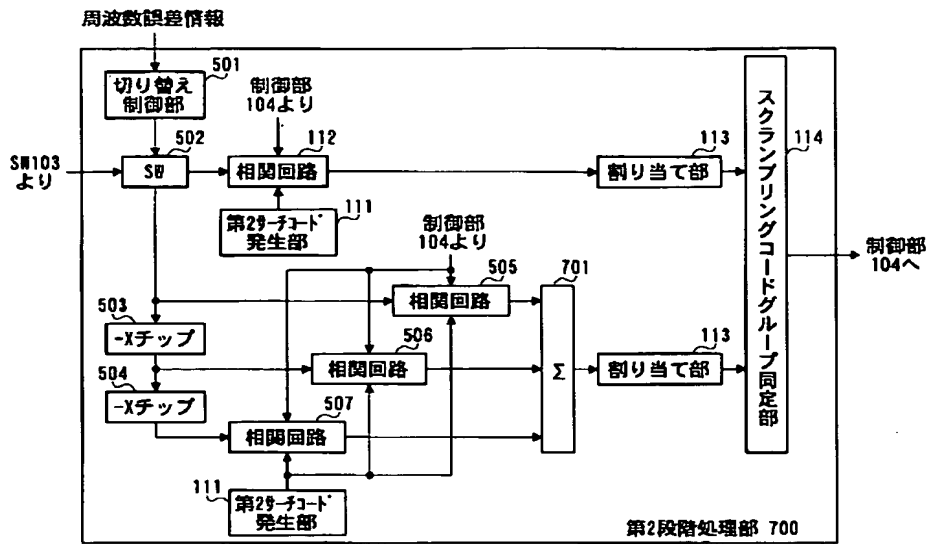 周波数誤差情報
切り替え
制御部
501
制御部
104より
SW103
より
502
SW
112
相関回路
113
割り当て部
114
スクランブリングコードグループ同定部
第2サーチコード
発生部
111
制御部
104より
制御部
104へ
505
相関回路
701
Σ
503
-Xチップ
506
相関回路
113
割り当て部
504
-Xチップ
507
相関回路
111
第2サーチコード
発生部
第2段階処理部 700